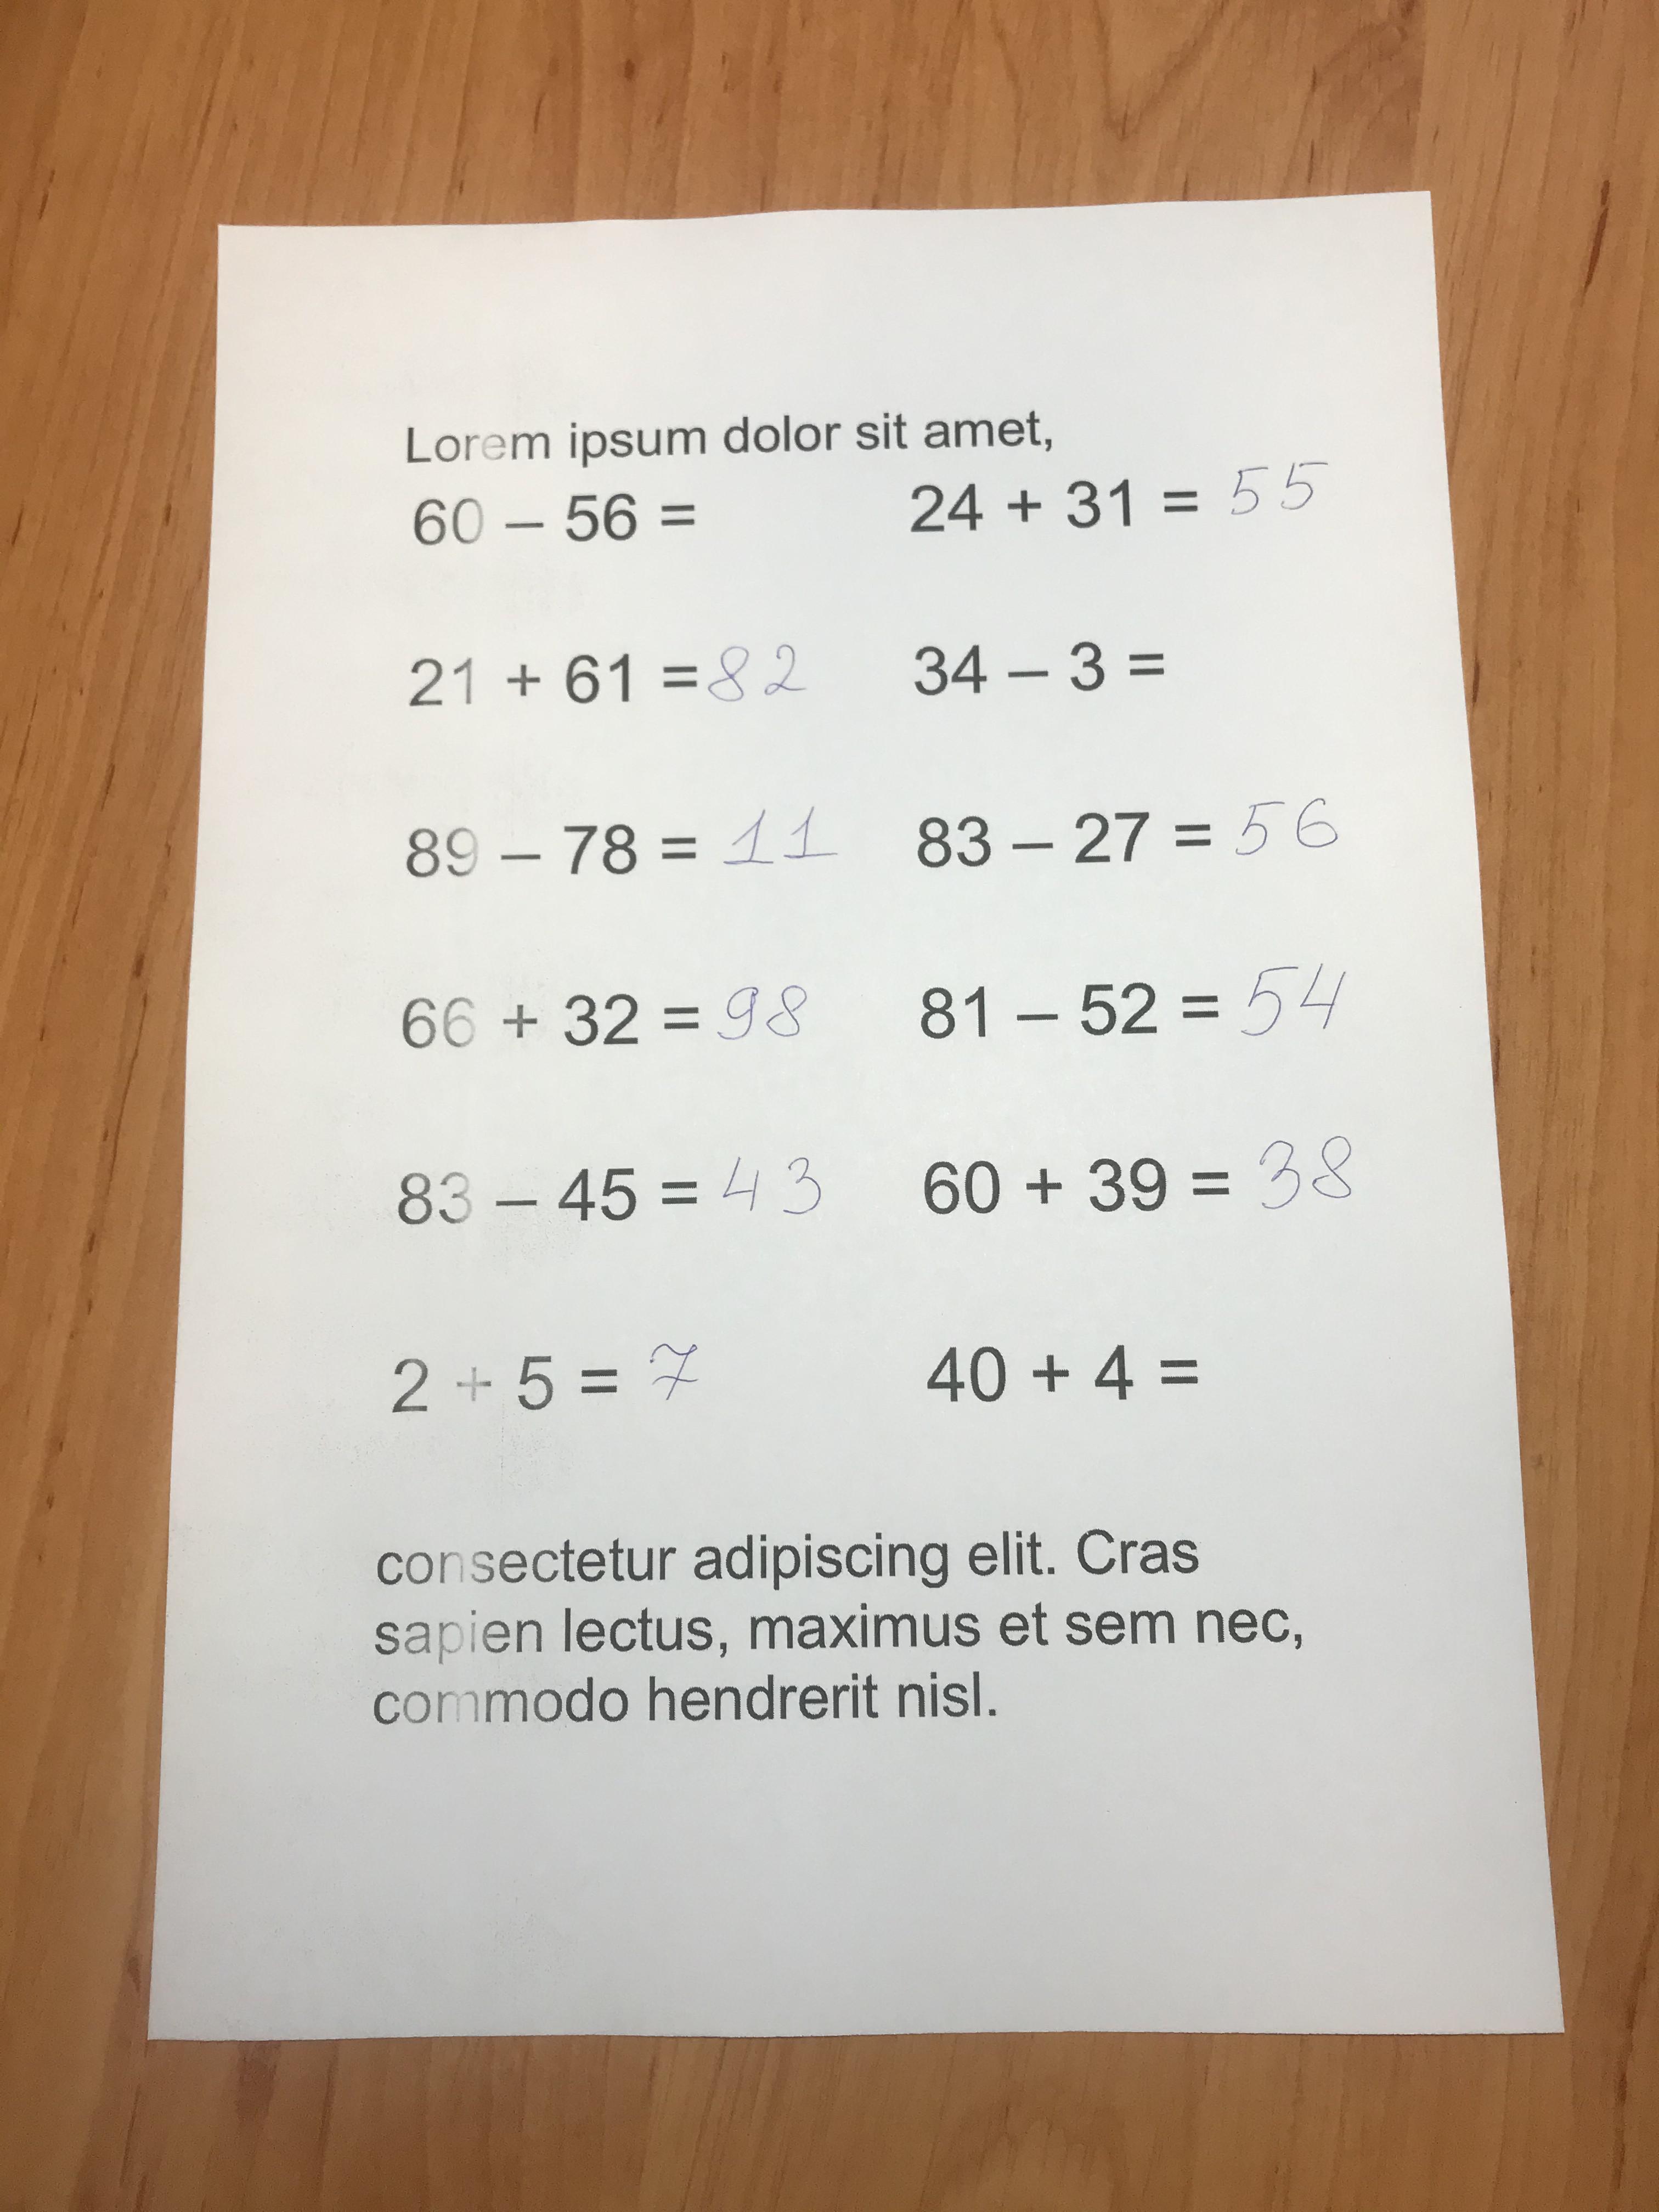 Lorem ipsum dolor sit amet,
60 – 56 = 24 + 31 = 55
21 + 61 = 82 34 – 3 =
89 – 78 = 11 83 – 27 = 56
66 + 32 = 98 81 – 52 = 54
83 – 45 = 43 60 + 39 = 38
2 + 5 = 7 40 + 4 =
consectetur adipiscing elit. Cras
sapien lectus, maximus et sem nec,
commodo hendrerit nisl.